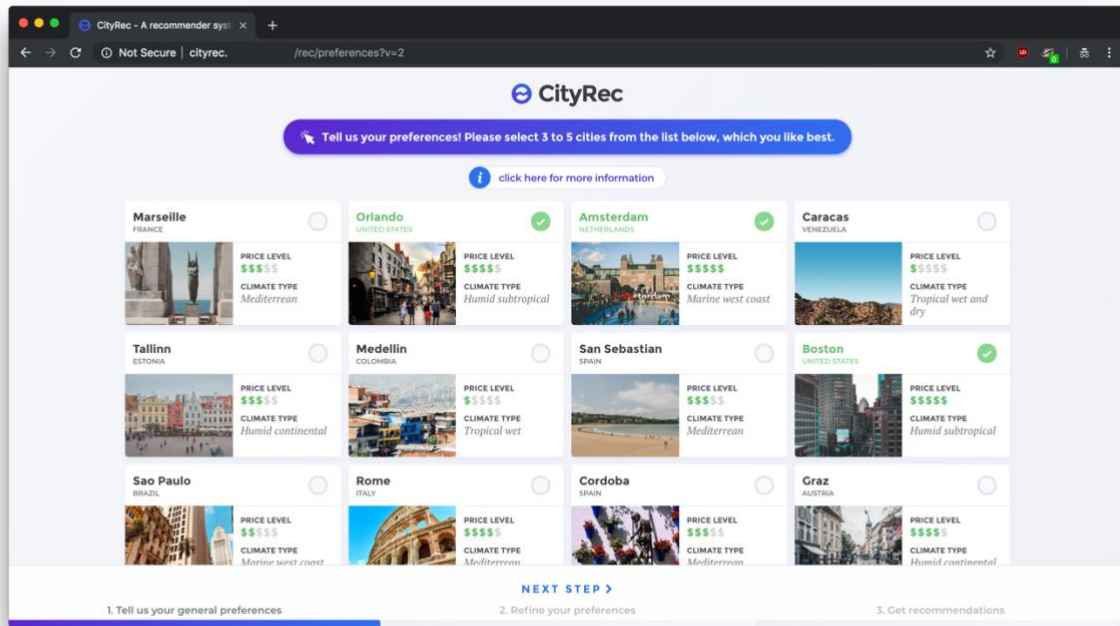 CityRec - A recommender syst
Not Secure | cityrec. /rec/preferences?v=2
CityRec
Tell us your preferences! Please select 3 to 5 cities from the list below, which you like best.
i click here for more information
Marseille
FRANCE
PRICE LEVEL
$$$$$
CLIMATE TYPE
Mediterrean
Orlando
UNITED STATES
PRICE LEVEL
$$$$$
CLIMATE TYPE
Humid subtropical
Amsterdam
NETHERLANDS
PRICE LEVEL
$$$$$
CLIMATE TYPE
Marine west coast
Caracas
VENEZUELA
PRICE LEVEL
$$$$$
CLIMATE TYPE
Tropical wet and
dry
Tallinn
ESTONIA
PRICE LEVEL
$$$$$
CLIMATE TYPE
Humid continental
Medellin
COLOMBIA
PRICE LEVEL
$$$$$
CLIMATE TYPE
Tropical wet
San Sebastian
SPAIN
PRICE LEVEL
$$$$$
CLIMATE TYPE
Mediterrean
Boston
UNITED STATES
PRICE LEVEL
$$$$$
CLIMATE TYPE
Humid subtropical
Sao Paulo
BRAZIL
PRICE LEVEL
$$$$$
CLIMATE TYPE
Marine west coast
Rome
ITALY
PRICE LEVEL
$$$$$
CLIMATE TYPE
Mediterrean
Cordoba
SPAIN
PRICE LEVEL
$$$$$
CLIMATE TYPE
Mediterrean
Graz
AUSTRIA
PRICE LEVEL
$$$$$
CLIMATE TYPE
Humid continental
NEXT STEP >
1. Tell us your general preferences
2. Refine your preferences
3. Get recommendations